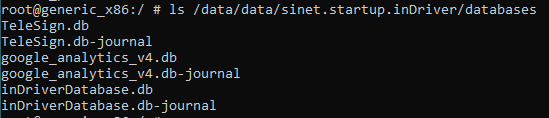 root@generic_x86:/ # ls /data/data/sinet.startup.inDriver/databases
TeleSign.db
TeleSign.db-journal
google_analytics_v4.db
google_analytics_v4.db-journal
inDriverDatabase.db
inDriverDatabase.db-journal